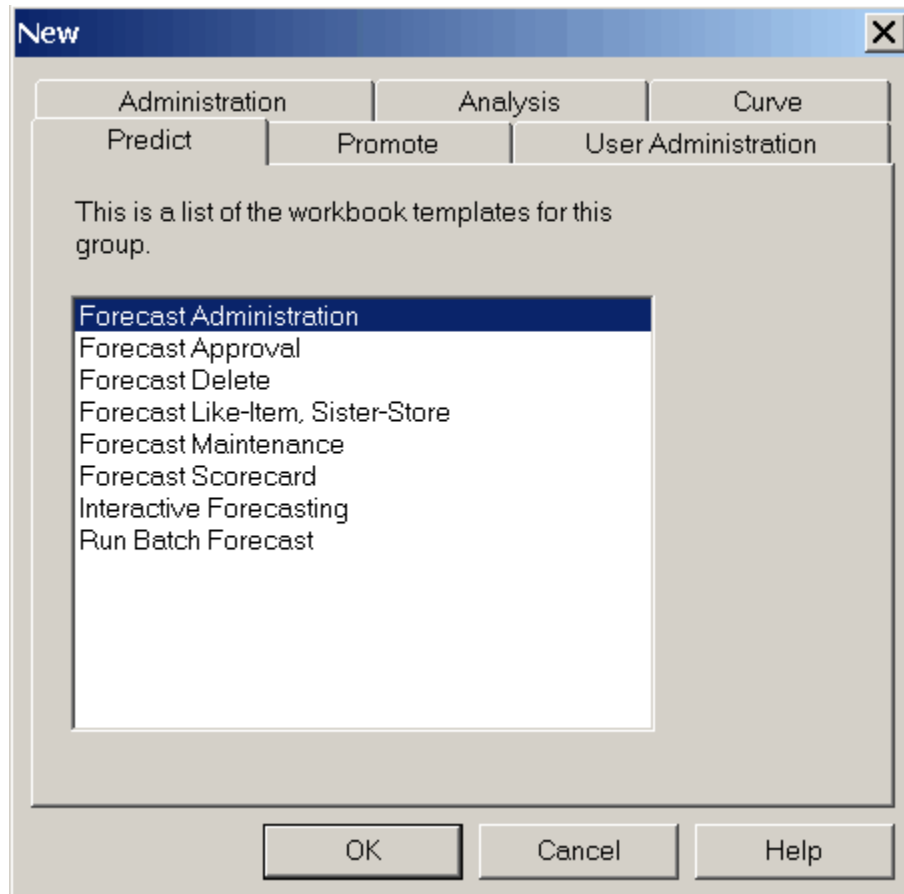 New
Administration
Analysis
Curve
Predict
Promote
User Administration
This is a list of the workbook templates for this
group.
Forecast Administration
Forecast Approval
Forecast Delete
Forecast Like-Item, Sister-Store
Forecast Maintenance
Forecast Scorecard
Interactive Forecasting
Run Batch Forecast
OK
Cancel
Help